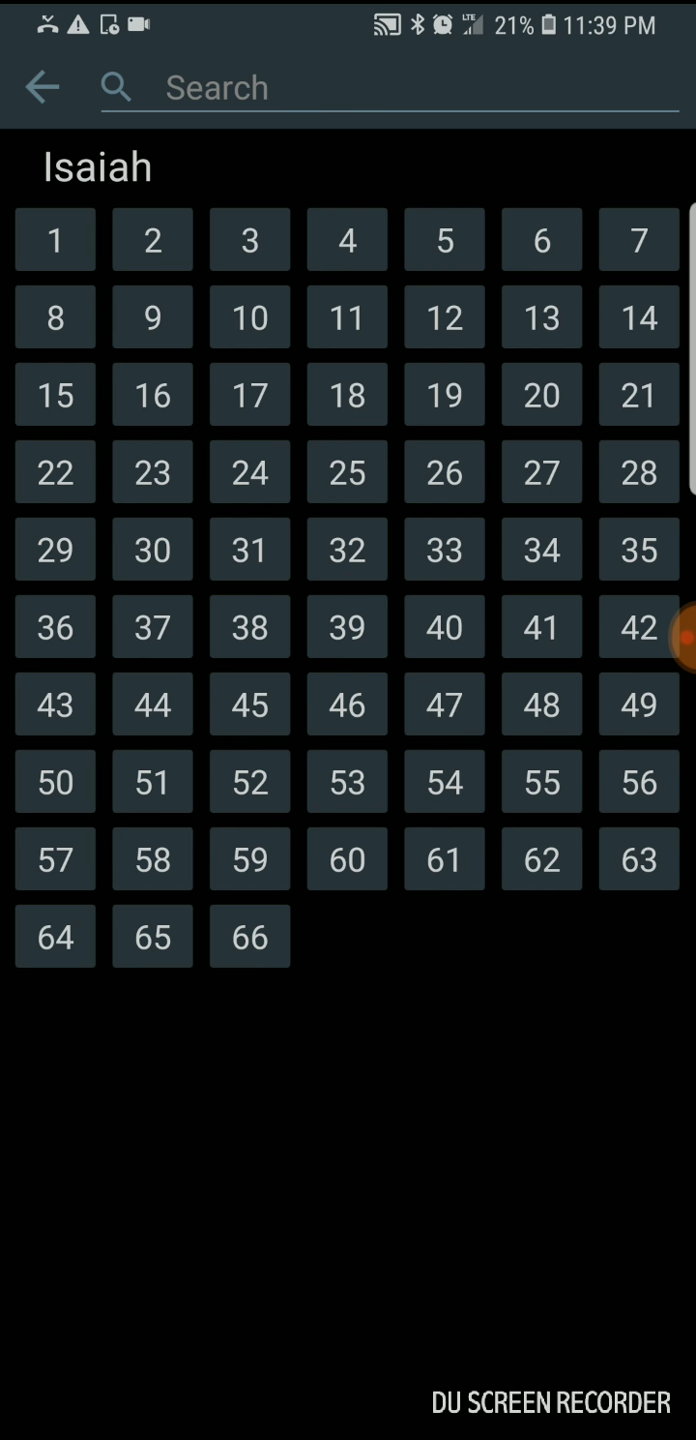 LTE 21% 11:39 PM
Search
Isaiah
1 2 3 4 5 6 7
8 9 10 11 12 13 14
15 16 17 18 19 20 21
22 23 24 25 26 27 28
29 30 31 32 33 34 35
36 37 38 39 40 41 42
43 44 45 46 47 48 49
50 51 52 53 54 55 56
57 58 59 60 61 62 63
64 65 66
DU SCREEN RECORDER